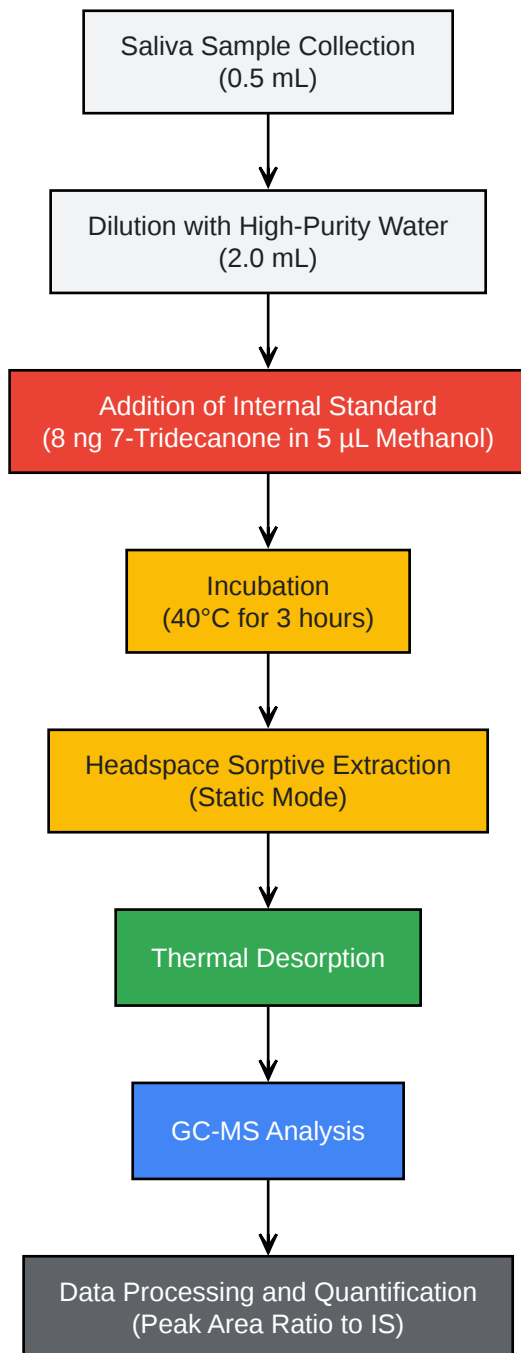 Saliva Sample Collection
(0.5 mL)
Dilution with High-Purity Water
(2.0 mL)
Addition of Internal Standard
(8 ng 7-Tridecanone in 5 µL Methanol)
Incubation
(40°C for 3 hours)
Headspace Sorptive Extraction
(Static Mode)
Thermal Desorption
GC-MS Analysis
Data Processing and Quantification
(Peak Area Ratio to IS)